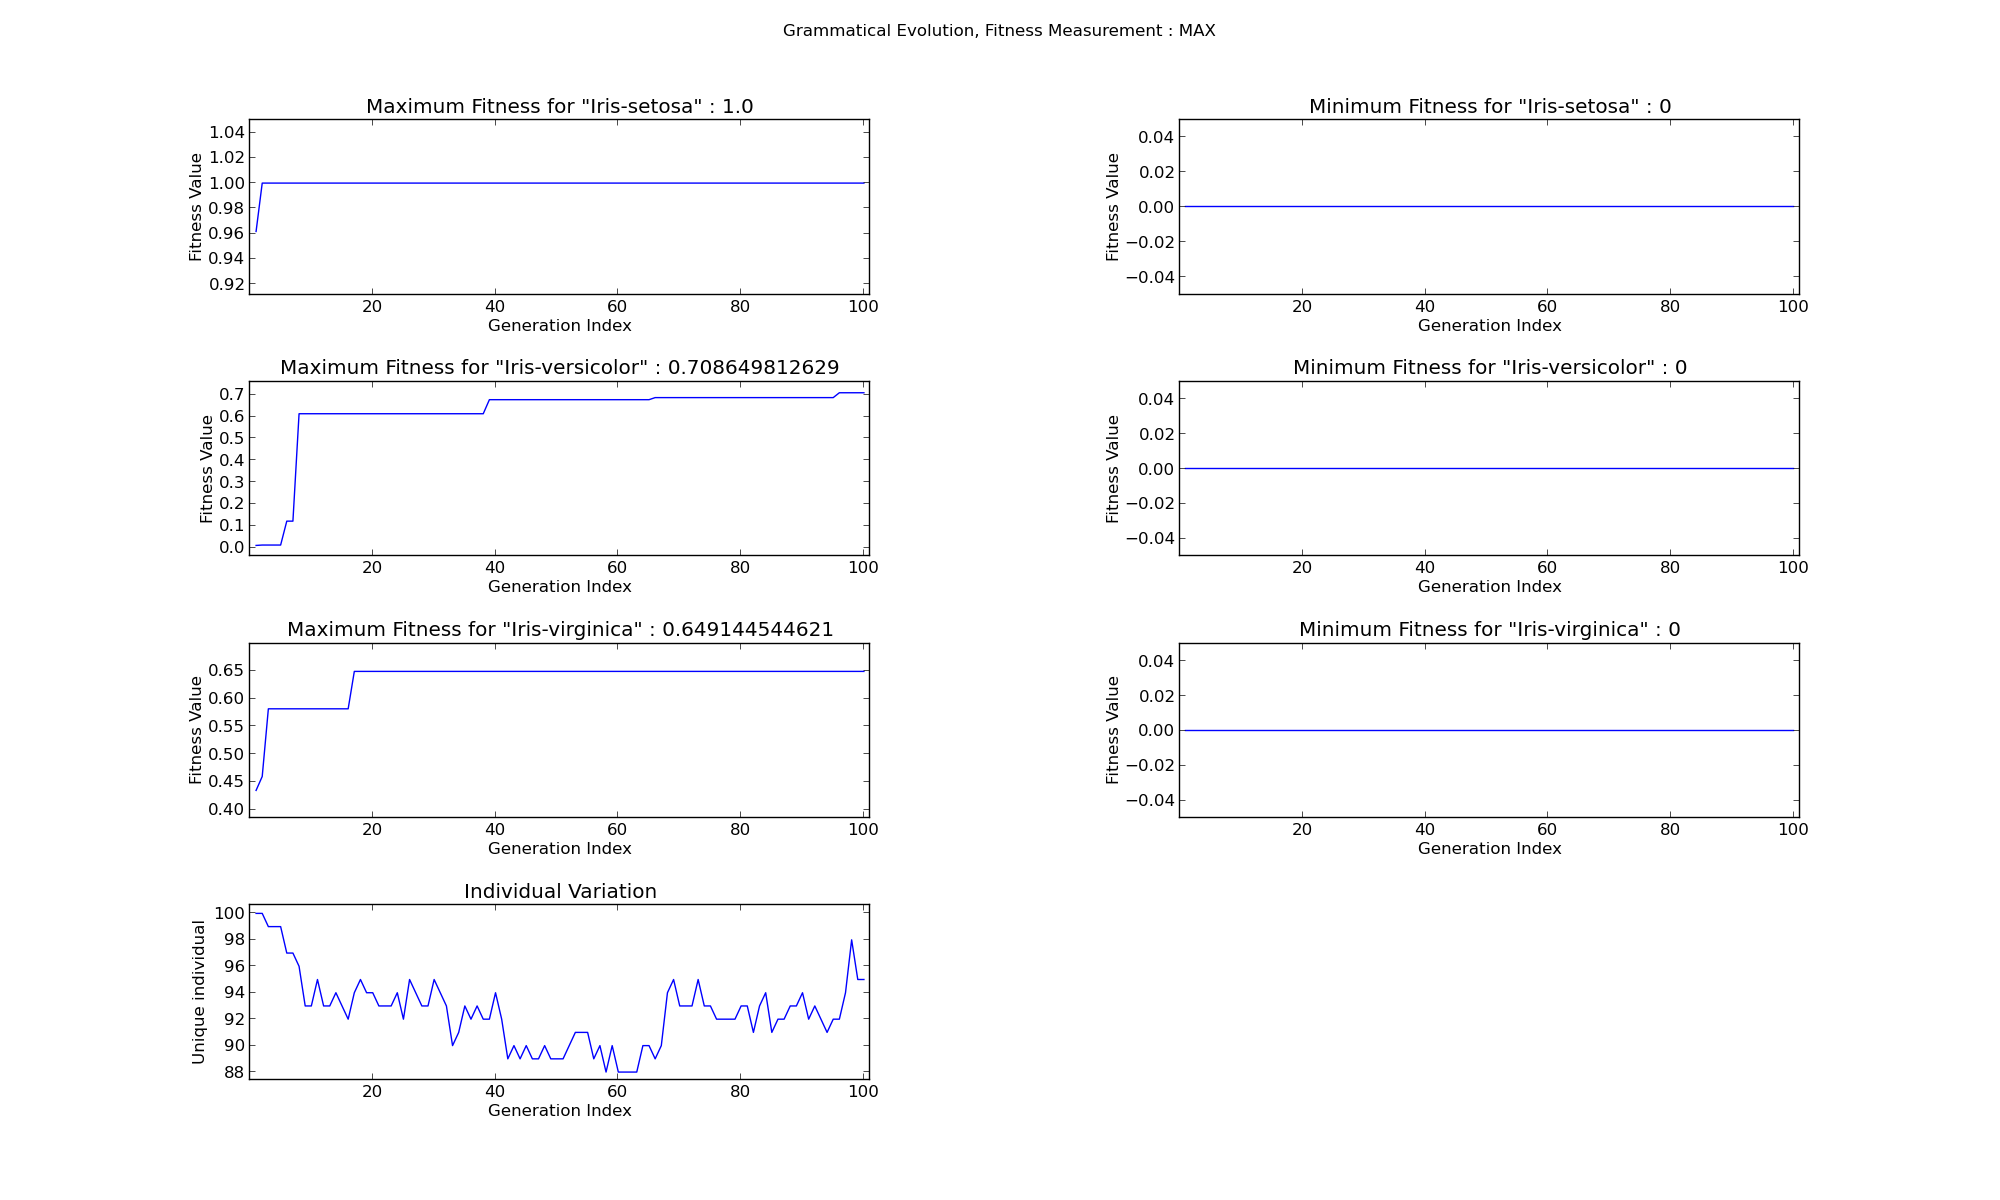 Grammatical Evolution, Fitness Measurement : MAX
Maximum Fitness for "Iris-setosa" : 1.0
Fitness Value
1.04
1.02
1.00
0.98
0.96
0.94
0.92
20 40 60 80 100
Generation Index
Minimum Fitness for "Iris-setosa" : 0
Fitness Value
0.04
0.02
0.00
−0.02
−0.04
20 40 60 80 100
Generation Index
Maximum Fitness for "Iris-versicolor" : 0.708649812629
Fitness Value
0.7
0.6
0.5
0.4
0.3
0.2
0.1
0.0
20 40 60 80 100
Generation Index
Minimum Fitness for "Iris-versicolor" : 0
Fitness Value
0.04
0.02
0.00
−0.02
−0.04
20 40 60 80 100
Generation Index
Maximum Fitness for "Iris-virginica" : 0.649144544621
Fitness Value
0.65
0.60
0.55
0.50
0.45
0.40
20 40 60 80 100
Generation Index
Minimum Fitness for "Iris-virginica" : 0
Fitness Value
0.04
0.02
0.00
−0.02
−0.04
20 40 60 80 100
Generation Index
Individual Variation
Unique individual
100
98
96
94
92
90
88
20 40 60 80 100
Generation Index